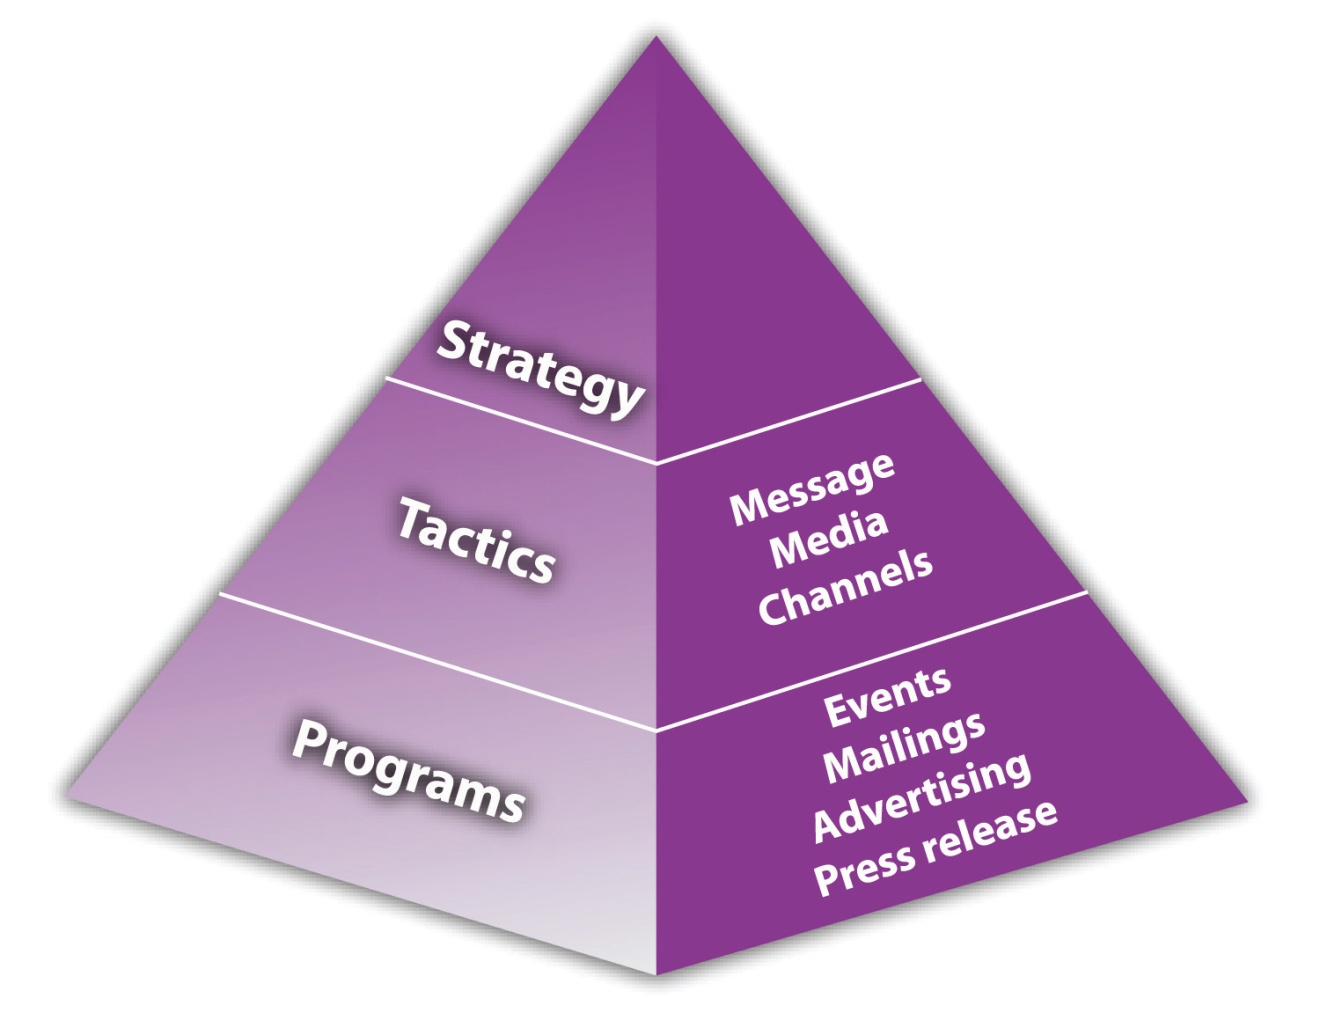 Strategy
Tactics
Message
Media
Channels
Programs
Events
Mailings
Advertising
Press release